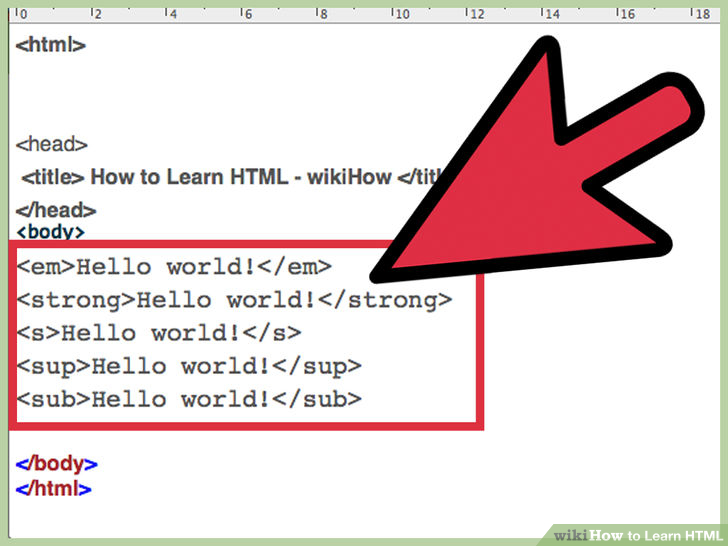 0 2 4 6 8 10 12 14 16 18
<html>
<head>
<title> How to Learn HTML - wikiHow </titl
</head>
<body>
<em>Hello world!</em>
<strong>Hello world!</strong>
<s>Hello world!</s>
<sup>Hello world!</sup>
<sub>Hello world!</sub>
</body>
</html>
wikiHow to Learn HTML